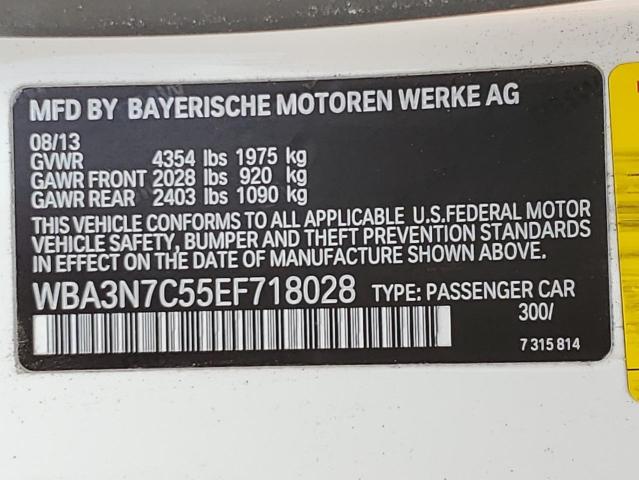 MFD BY BAYERISCHE MOTOREN WERKE AG
08/13
GVWR 4354 lbs 1975 kg
GAWR FRONT 2028 lbs 920 kg
GAWR REAR 2403 lbs 1090 kg
THIS VEHICLE CONFORMS TO ALL APPLICABLE U.S.FEDERAL MOTOR
VEHICLE SAFETY, BUMPER AND THEFT PREVENTION STANDARDS
IN EFFECT ON THE DATE OF MANUFACTURE SHOWN ABOVE.
WBA3N7C55EF718028 TYPE: PASSENGER CAR
300/
7 315 814